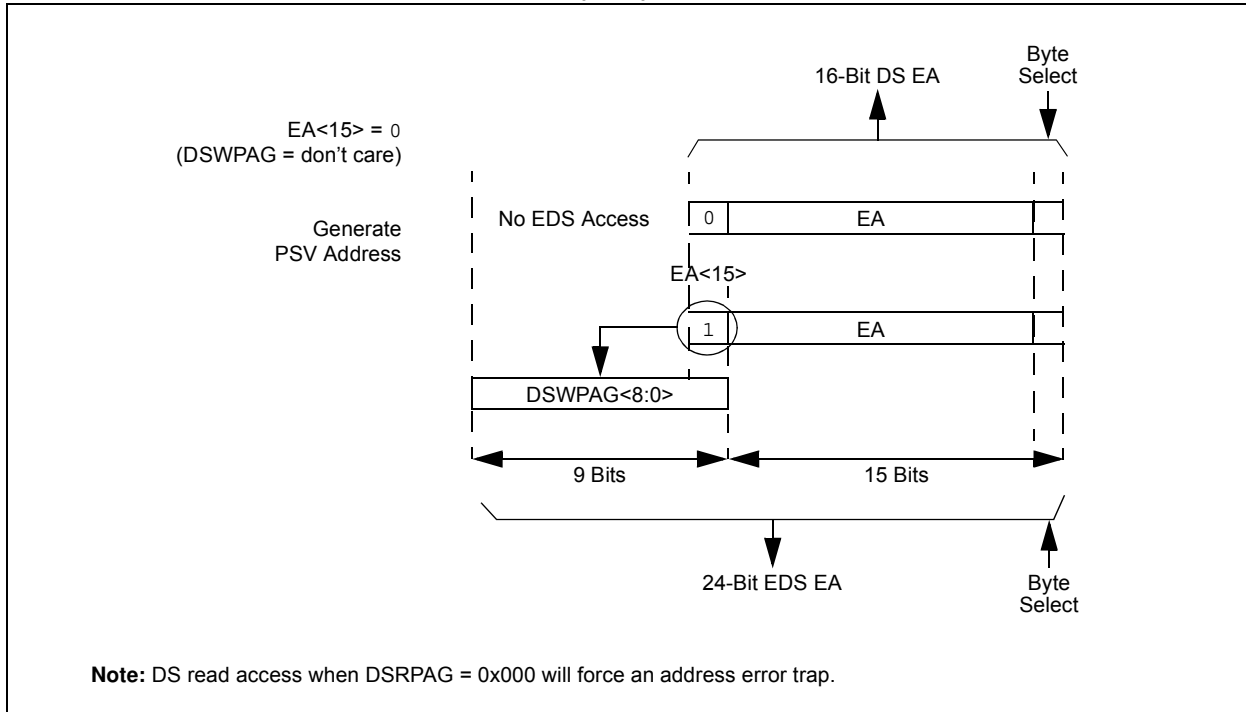 16-Bit DS EA
Byte
Select
EA<15> = 0
(DSWPAG = don't care)
Generate
PSV Address
No EDS Access
0
EA
EA<15>
1
EA
DSWPAG<8:0>
9 Bits
15 Bits
24-Bit EDS EA
Byte
Select
Note: DS read access when DSRPAG = 0x000 will force an address error trap.